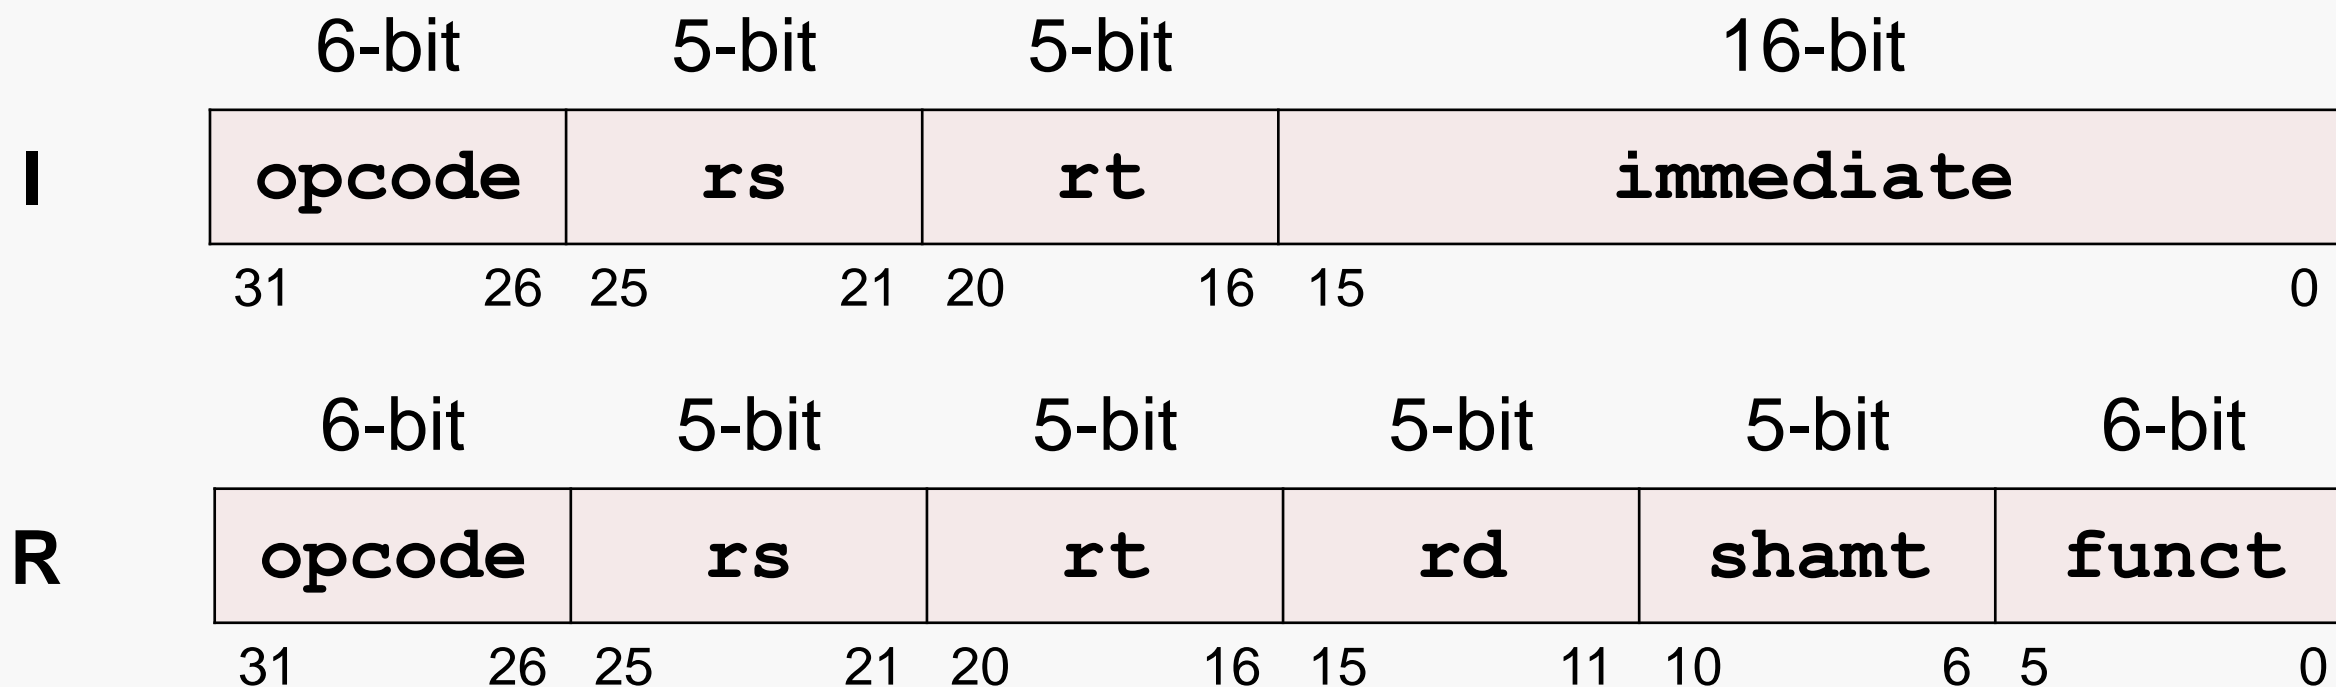 6-bit 5-bit 5-bit 16-bit
I opcode rs rt immediate
31 26 25 21 20 16 15 0
6-bit 5-bit 5-bit 5-bit 5-bit 6-bit
R opcode rs rt rd shamt funct
31 26 25 21 20 16 15 11 10 6 5 0